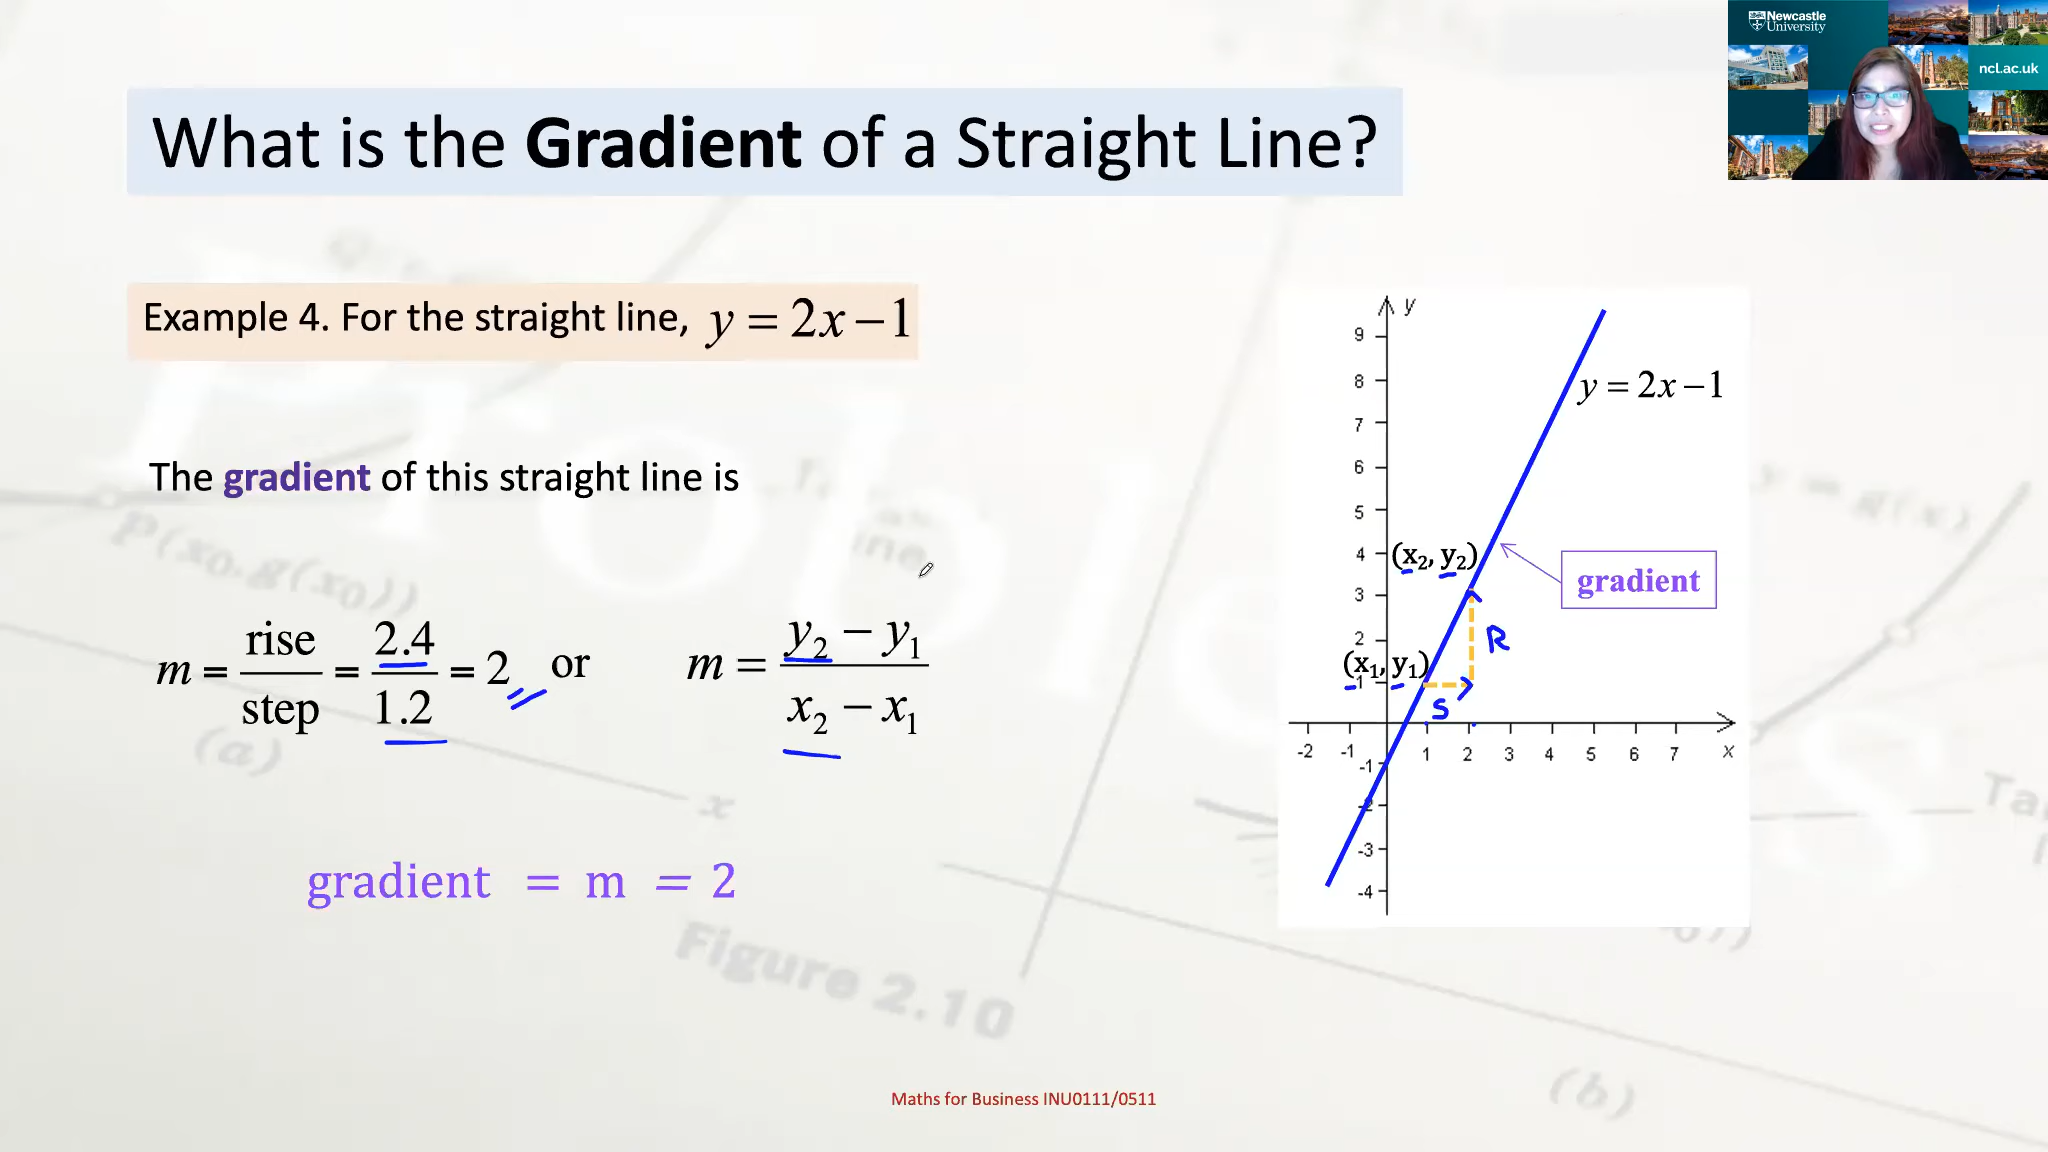 Newcastle
University
ncl.ac.uk
What is the Gradient of a Straight Line?
Example 4. For the straight line, y = 2x − 1
The gradient of this straight line is
m = rise/step = 2.4/1.2 = 2 or m = (y₂ − y₁)/(x₂ − x₁)
gradient = m = 2
y
9
8
7
6
5
4
3
2
1
-1
-2
-3
-4
-2 -1 1 2 3 4 5 6 7 x
y = 2x − 1
(x₂, y₂)
gradient
(x₁, y₁)
R
S
Maths for Business INU0111/0511
Problems
P(x₀, g(x₀))
(a)
x
Figure 2.10
y = g(x)
(b)